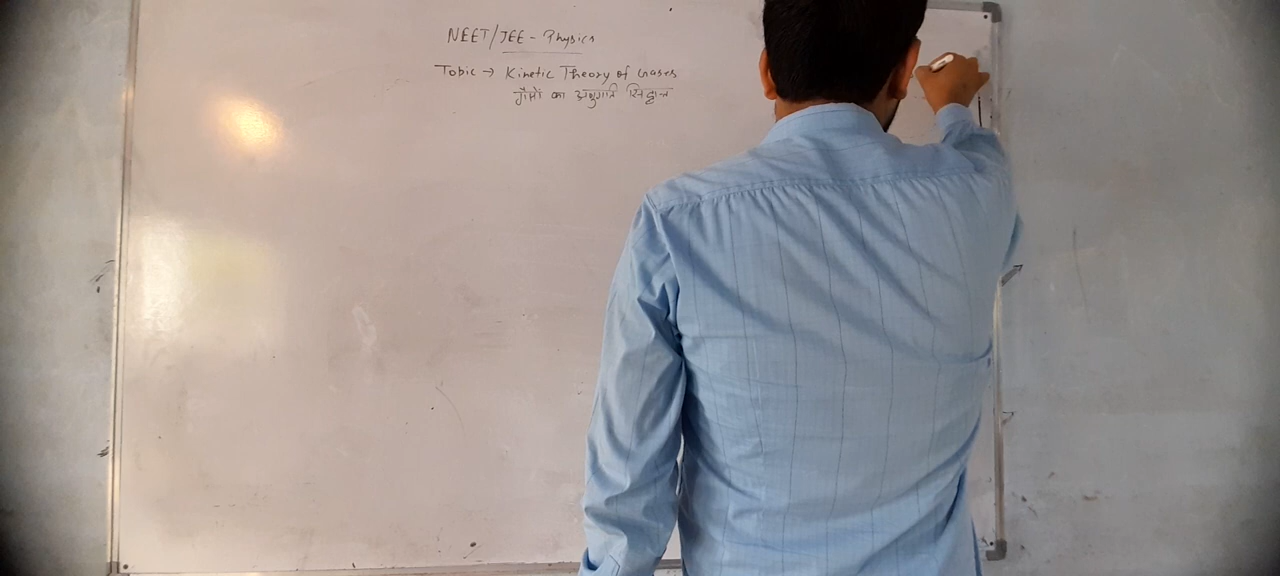 NEET/JEE - Physics
Topic → Kinetic Theory of Gases
गैसों का अणुगति सिद्धान्त